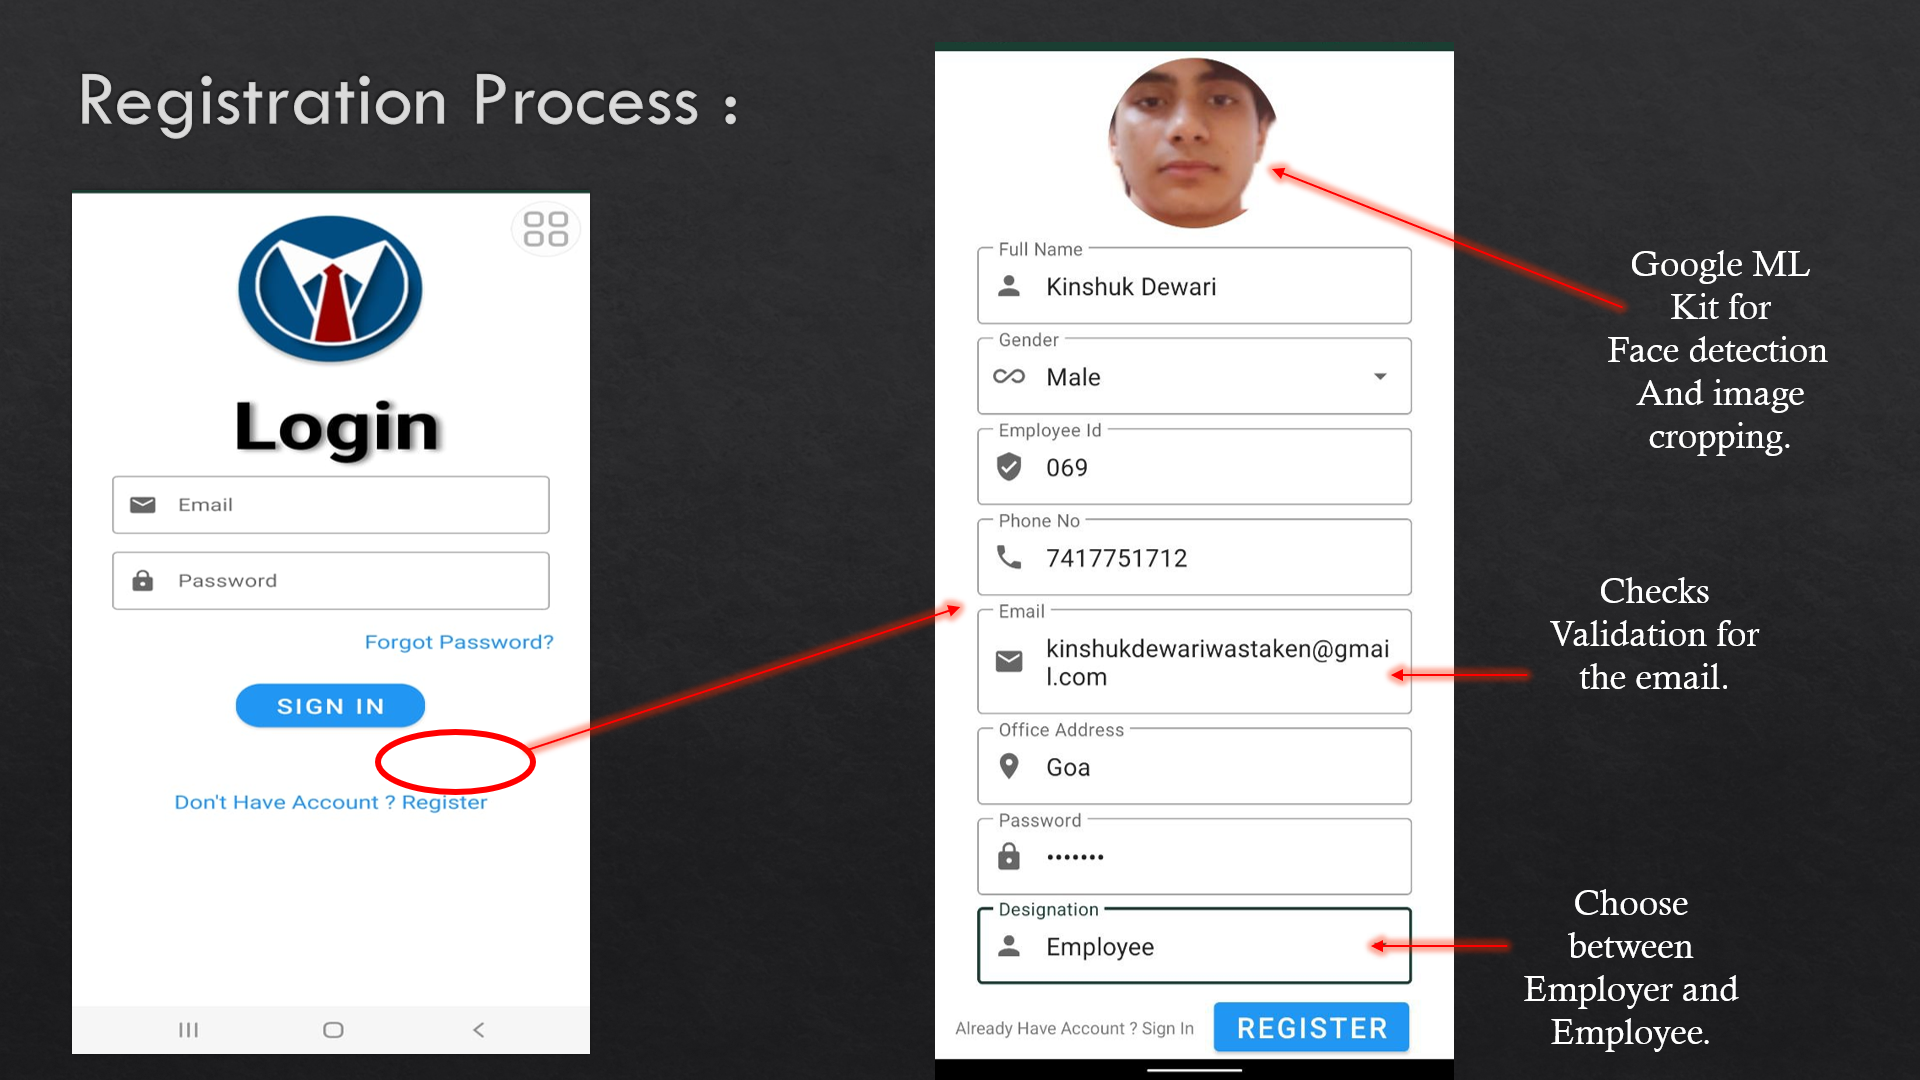 Registration Process :
Login
Email
Password
Forgot Password?
SIGN IN
Don't Have Account ? Register
Full Name
Kinshuk Dewari
Gender
Male
Employee Id
069
Phone No
7417751712
Email
kinshukdewariwastaken@gmai
l.com
Office Address
Goa
Password
•••••••
Designation
Employee
Already Have Account ? Sign In
REGISTER
Google ML
Kit for
Face detection
And image
cropping.
Checks
Validation for
the email.
Choose
between
Employer and
Employee.